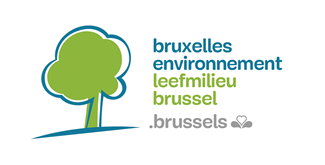 bruxelles
environnement
leefmilieu
brussel
.brussels